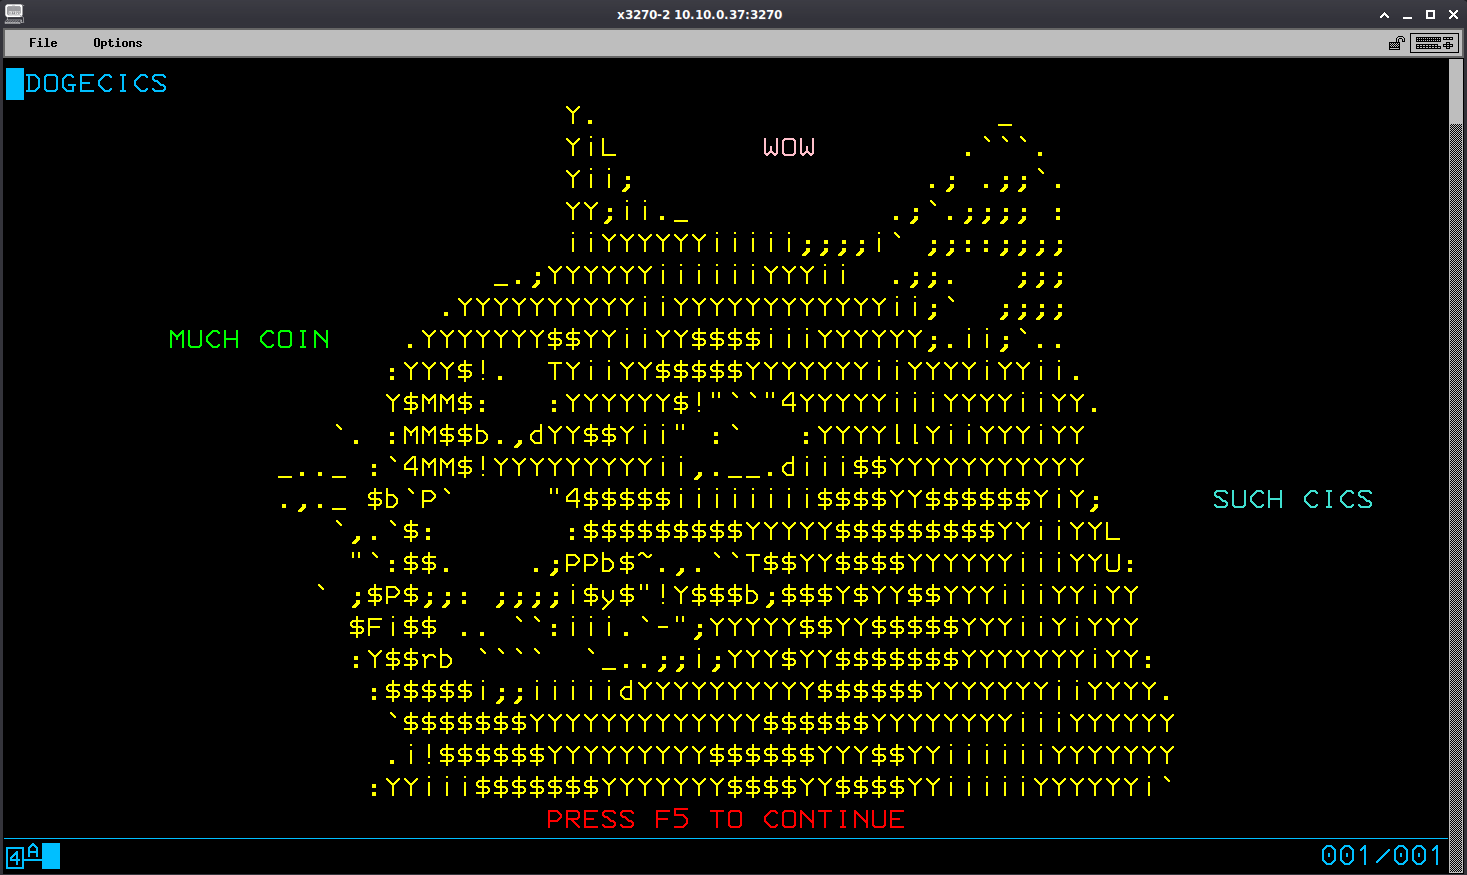 x3270-2 10.10.0.37:3270
File Options
DOGECICS
Y. _
YiL WOW .```.
Yii; .; .;;`.
YY;ii._ .;`.;;;; :
iiYYYYYYiiiii;;;;i` ;;::;;;;
_.;YYYYYYiiiiiiYYYii .;;. ;;;
.YYYYYYYYYYiiYYYYYYYYYYYYii;` ;;;;
MUCH COIN .YYYYYYY$$YYiiYY$$$$iiiYYYYYY;.ii;`..
:YYY$!. TYiiYY$$$$$YYYYYYYiiYYYYiYYii.
Y$MM$: :YYYYYY$!"``"4YYYYYiiiYYYYiiYY.
`. :MM$$b.,dYY$$Yii" :` :YYYYllYiiYYYiYY
_.._ :`4MM$!YYYYYYYYYii,.__.diii$$YYYYYYYYYYY
.,._ $b`P` "4$$$$$iiiiiiii$$$$YY$$$$$$YiY; SUCH CICS
`,.`$: :$$$$$$$$$YYYYY$$$$$$$$$YYiiYYL
"`:$$. .;PPb$~.,.``T$$YY$$$$YYYYYYiiiYYU:
` ;$P$;;: ;;;;i$y$"!Y$$$b;$$$Y$YY$$YYYiiiYYiYY
$Fi$$ .. ``:iii.`-";YYYYY$$YY$$$$$YYYiiYiYYY
:Y$$rb ```` `_..;;i;YYY$YY$$$$$$$YYYYYYYiYY:
:$$$$$i;;iiiiidYYYYYYYYYY$$$$$$YYYYYYYiiYYYY.
`$$$$$$$YYYYYYYYYYYYY$$$$$$YYYYYYYYiiiYYYYYY
.i!$$$$$$YYYYYYYYY$$$$$$YYY$$YYiiiiiiYYYYYYY
:YYiii$$$$$$$YYYYYYY$$$$YY$$$$YYiiiiiYYYYYYi`
PRESS F5 TO CONTINUE
4 A 001/001